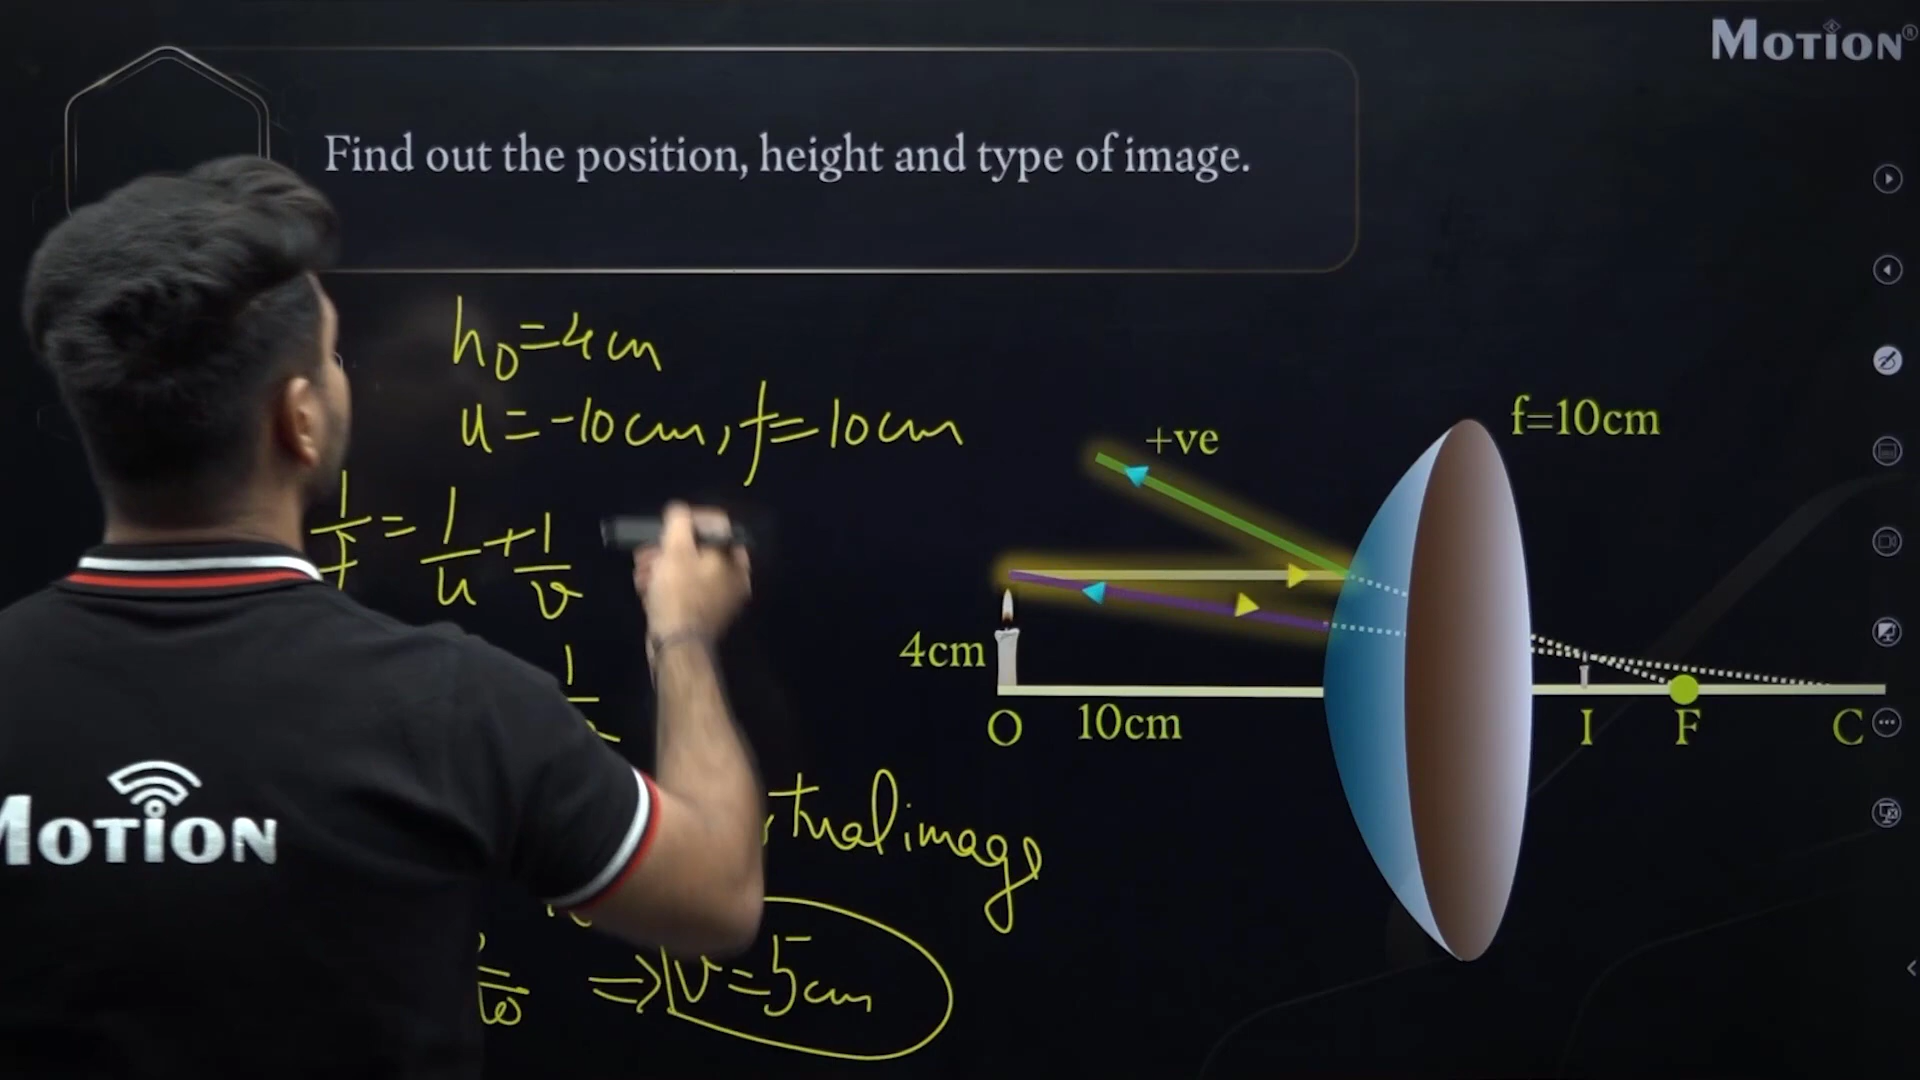 MOTION®
Find out the position, height and type of image.
h₀=4cm
u=-10cm, f=10cm
1/f = 1/u + 1/v
image
=> v=5cm
f=10cm
+ve
4cm
O 10cm I F C
MOTION